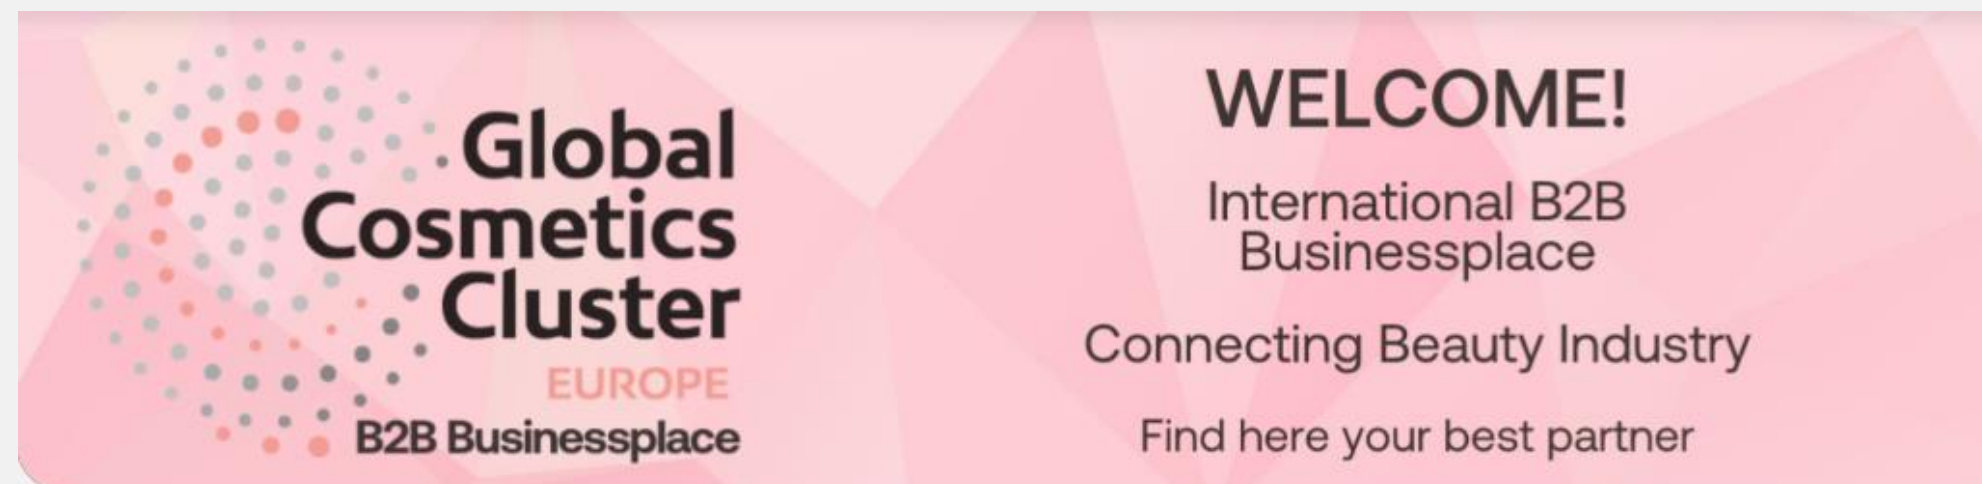 Global
Cosmetics
Cluster
EUROPE
B2B Businessplace
WELCOME!
International B2B
Businessplace
Connecting Beauty Industry
Find here your best partner